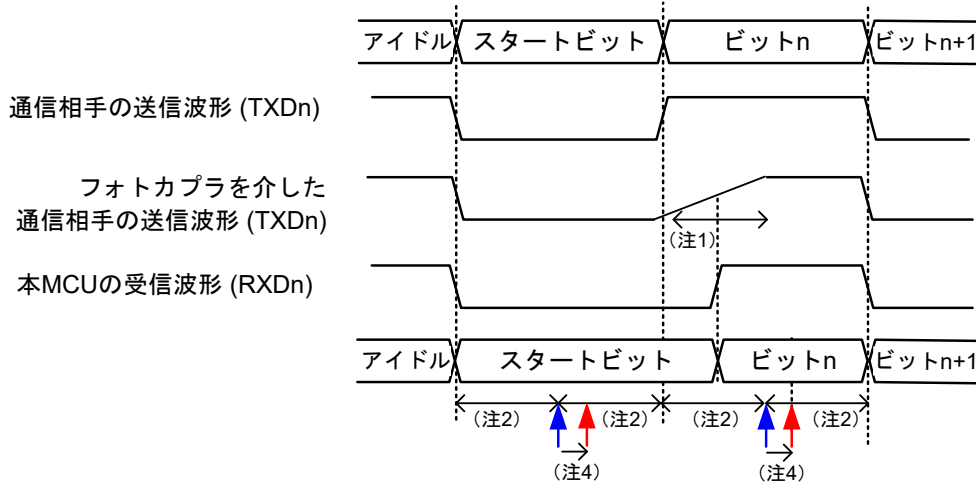 アイドル スタートビット ビットn ビットn+1
通信相手の送信波形 (TXDn)
フォトカプラを介した
通信相手の送信波形 (TXDn)
(注1)
本MCUの受信波形 (RXDn)
アイドル スタートビット ビットn ビットn+1
(注2) (注2) (注2) (注2)
(注4) (注4)